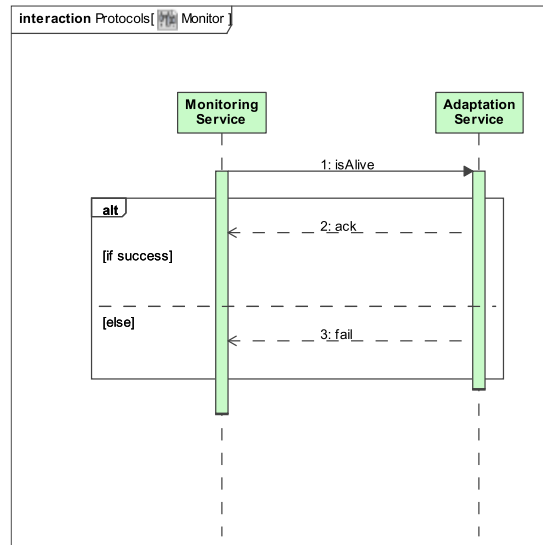 interaction Protocols[ Monitor ]
Monitoring
Service
Adaptation
Service
1: isAlive
alt
2: ack
[if success]
[else]
3: fail